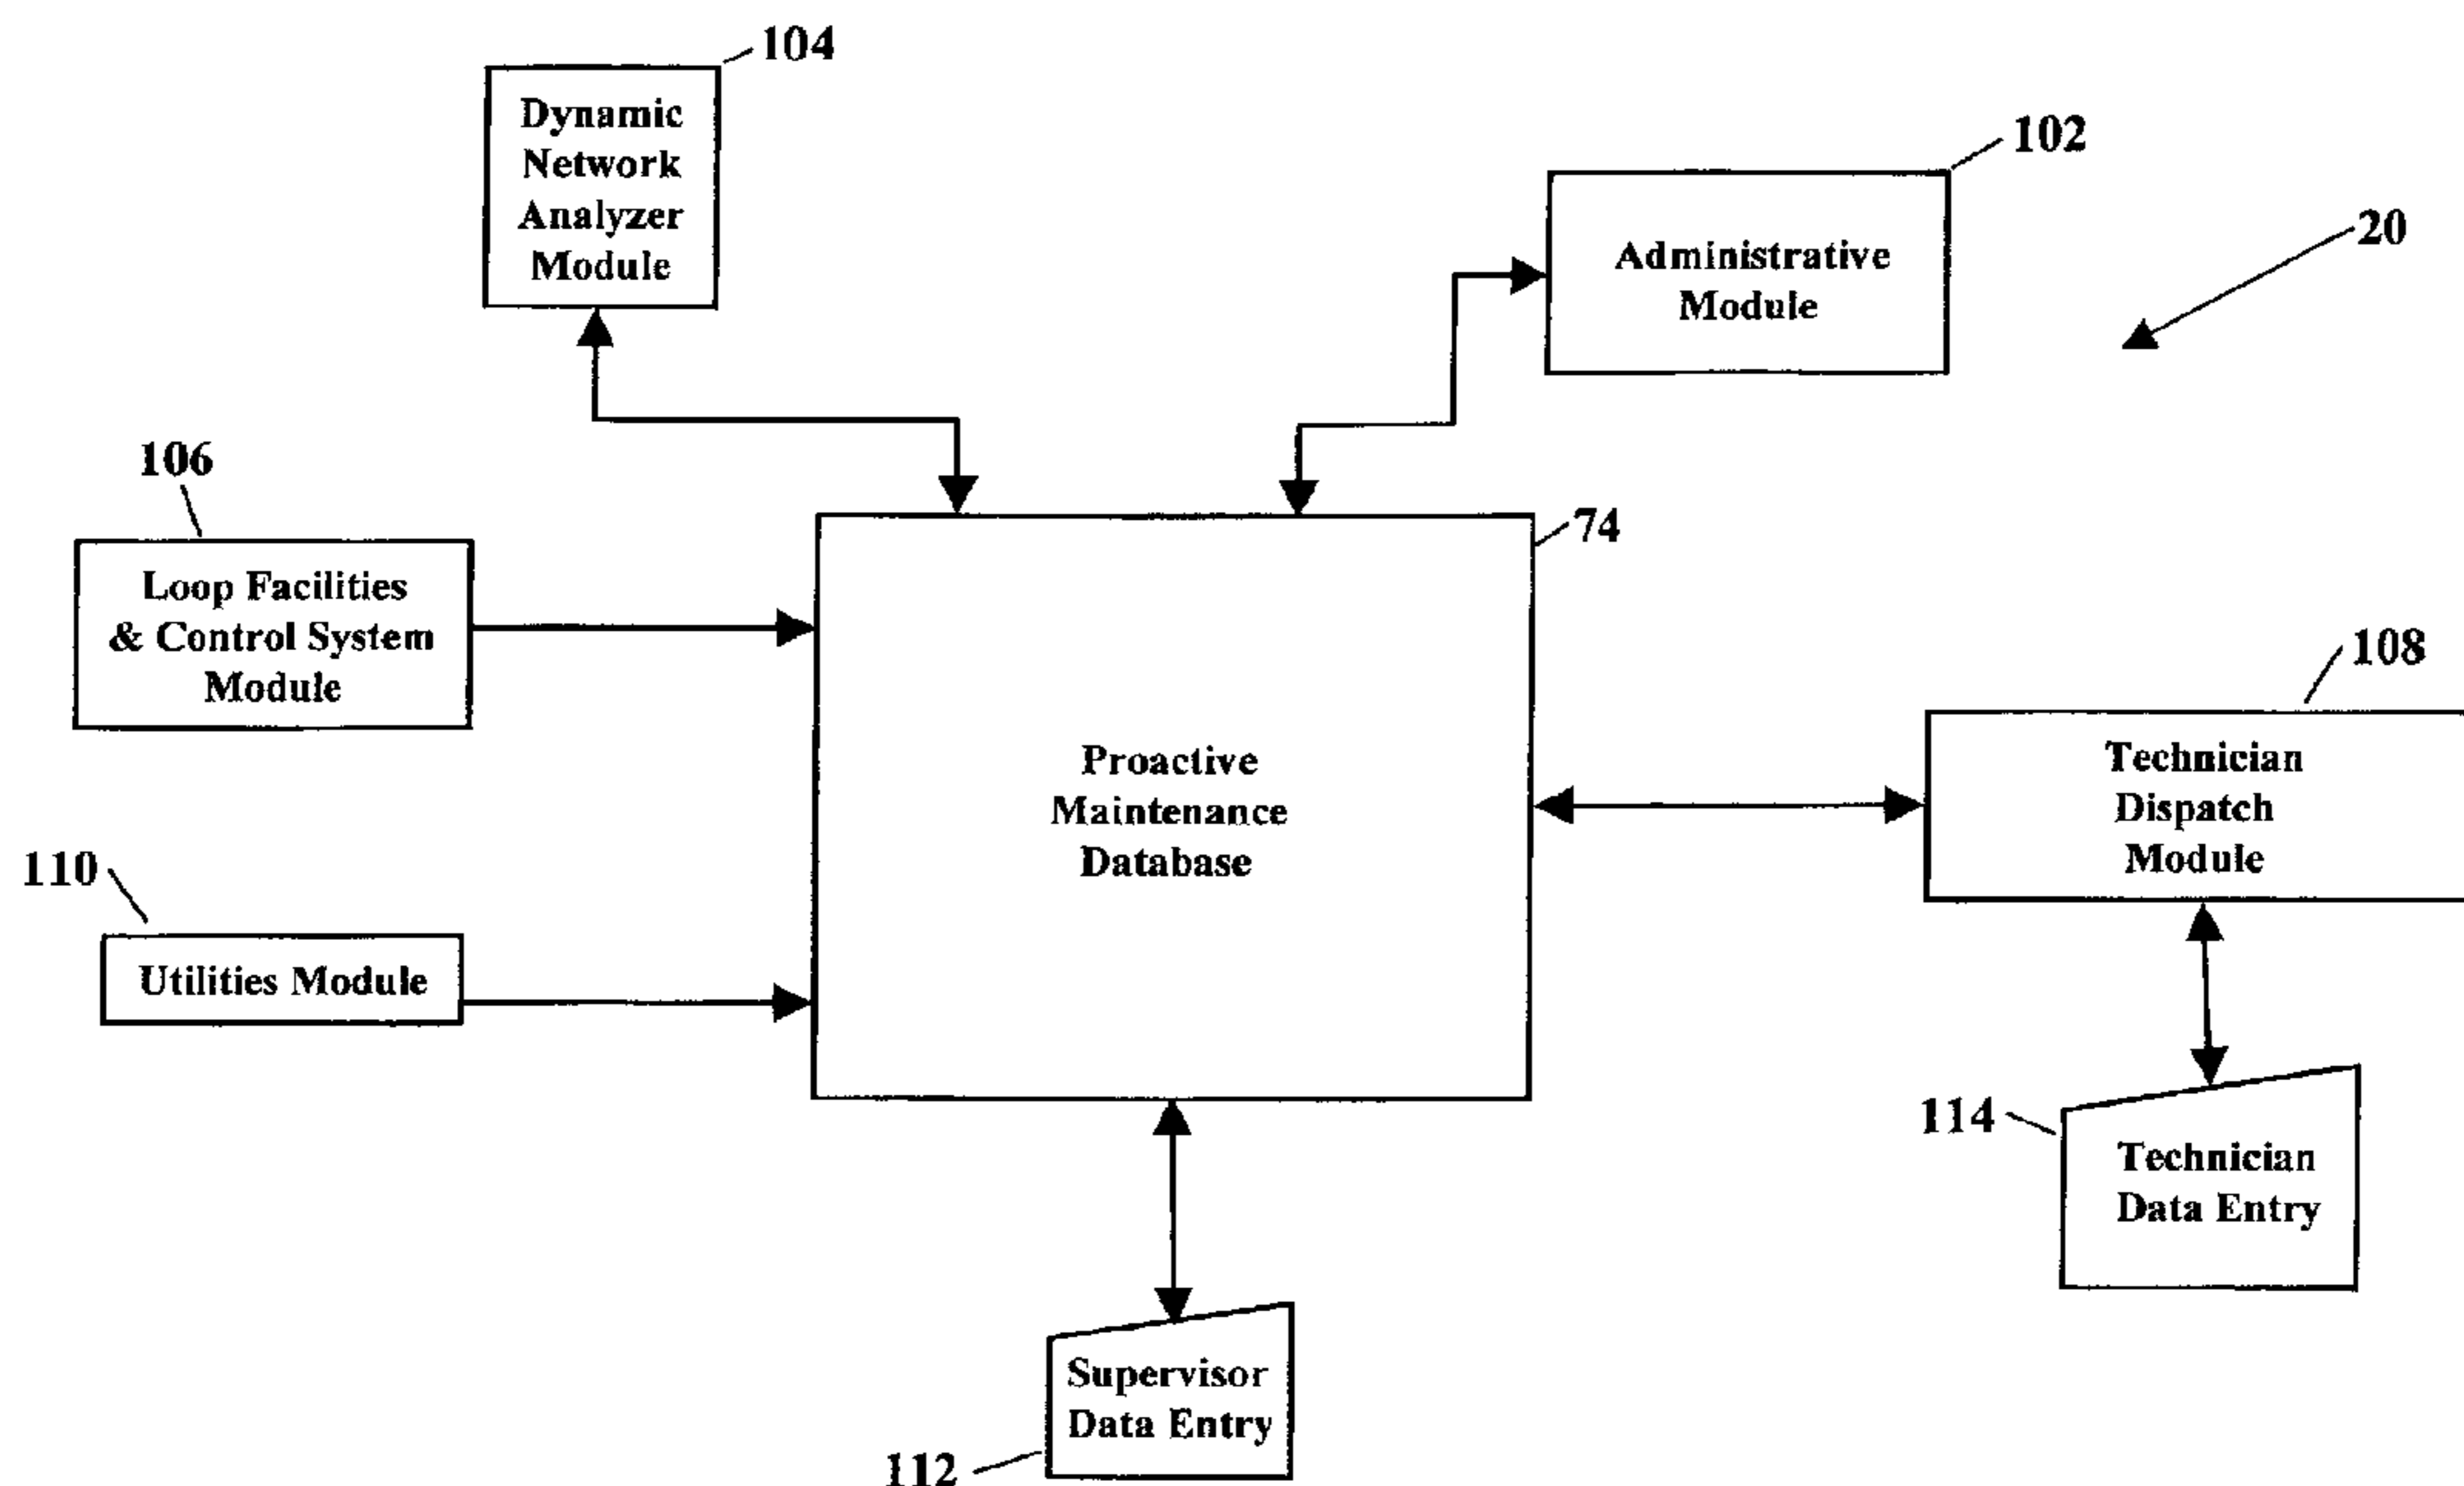 104
Dynamic
Network
Analyzer
Module
102
Administrative
Module
20
106
Loop Facilities
& Control System
Module
74
Proactive
Maintenance
Database
108
Technician
Dispatch
Module
110
Utilities Module
114
Technician
Data Entry
Supervisor
Data Entry
112